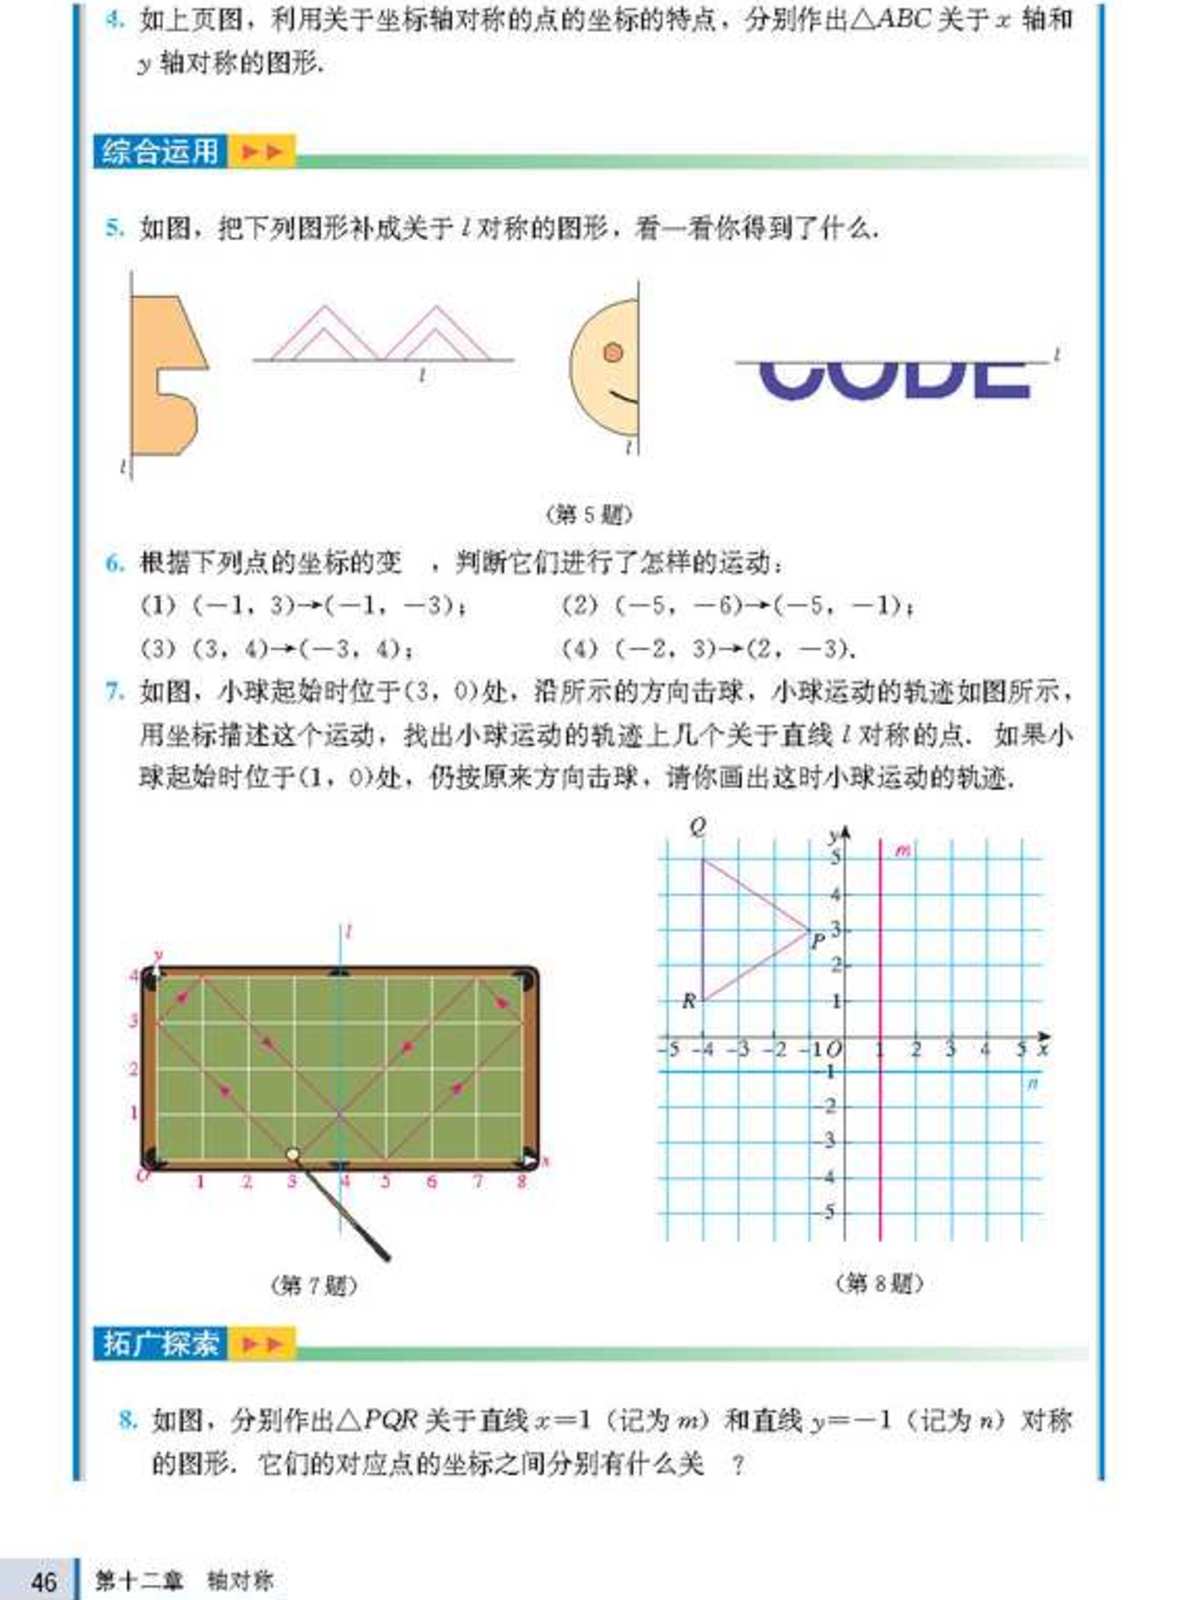 4. 如上页图，利用关于坐标轴对称的点的坐标的特点，分别作出△ABC 关于 x 轴和
y 轴对称的图形.
综合运用
5. 如图，把下列图形补成关于 l 对称的图形，看一看你得到了什么.
l
l
l
l
CODE
（第 5 题）
6. 根据下列点的坐标的变　，判断它们进行了怎样的运动：
(1) (－1，3)→(－1，－3)； (2) (－5，－6)→(－5，－1)；
(3) (3，4)→(－3，4)； (4) (－2，3)→(2，－3).
7. 如图，小球起始时位于(3，0)处，沿所示的方向击球，小球运动的轨迹如图所示，
用坐标描述这个运动，找出小球运动的轨迹上几个关于直线 l 对称的点. 如果小
球起始时位于(1，0)处，仍按原来方向击球，请你画出这时小球运动的轨迹.
l
y
4
3
2
1
O 1 2 3 4 5 6 7 8 x
（第 7 题）
Q
y
m
5
4
3
P
2
R
1
-5 -4 -3 -2 -1 O 1 2 3 4 5 x
-1
n
-2
-3
-4
-5
（第 8 题）
拓广探索
8. 如图，分别作出△PQR 关于直线 x＝1（记为 m）和直线 y＝－1（记为 n）对称
的图形. 它们的对应点的坐标之间分别有什么关　？
46 第十二章 轴对称